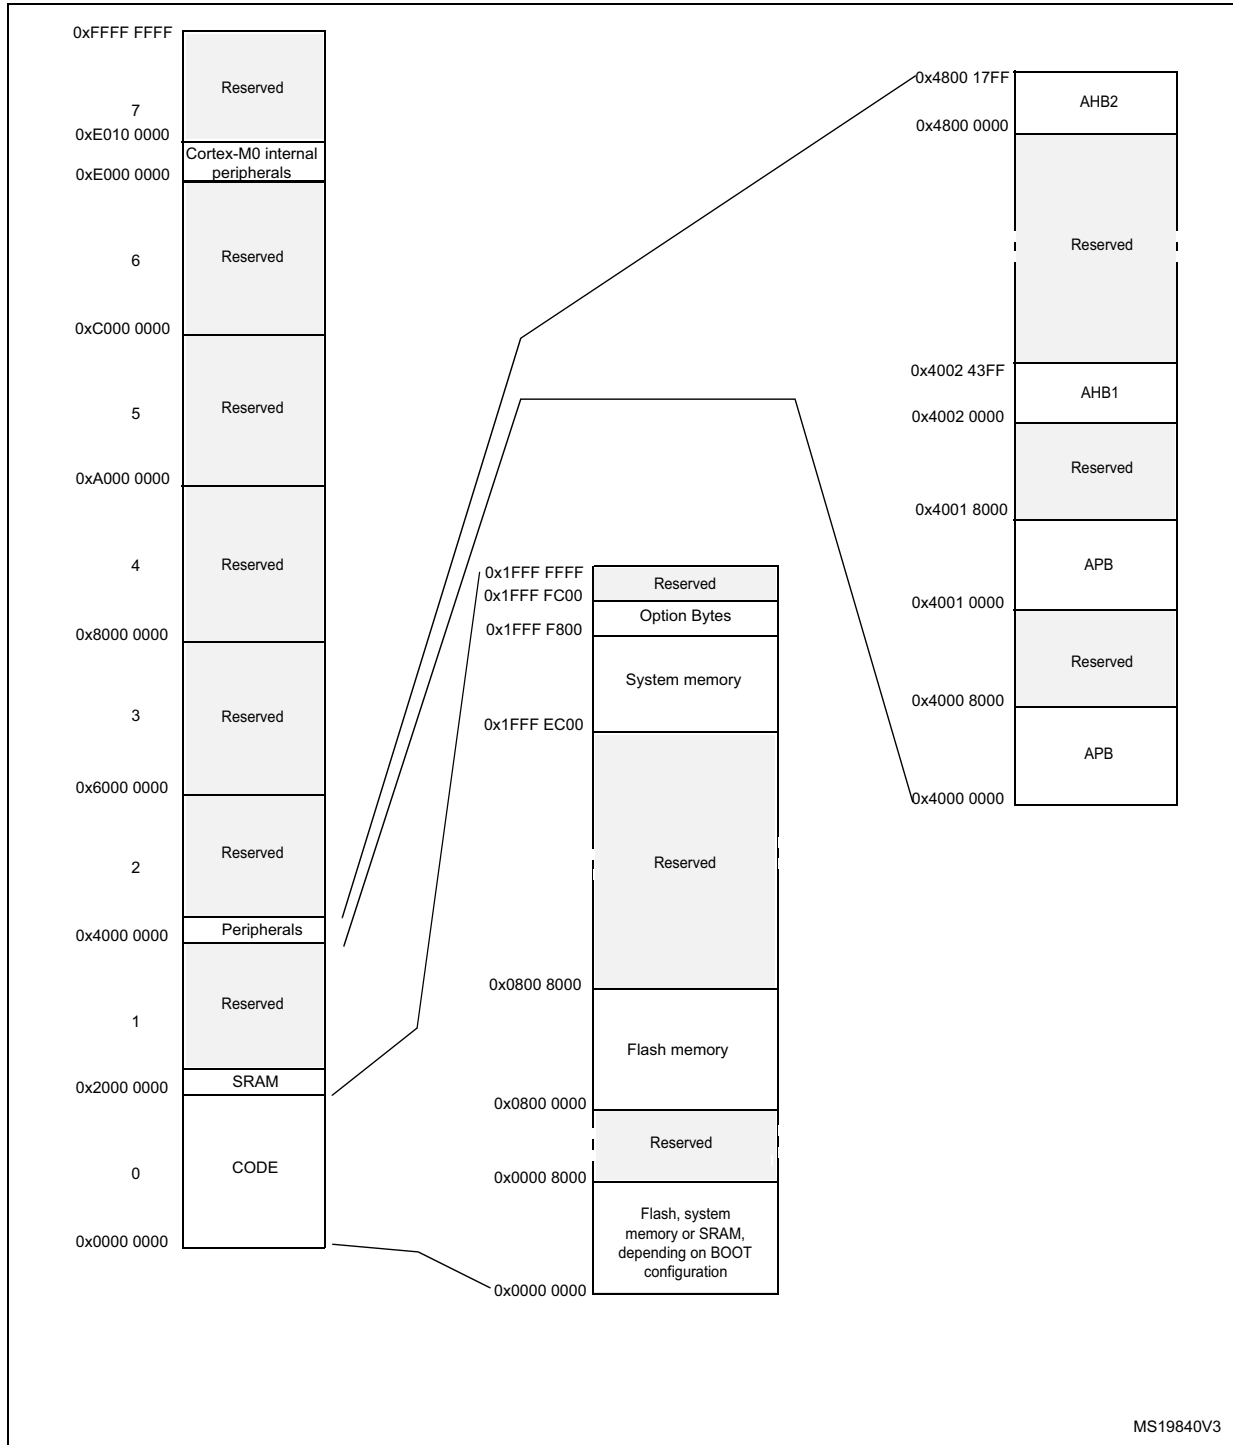 0xFFFF FFFF
Reserved
7
0xE010 0000
Cortex-M0 internal
peripherals
0xE000 0000
Reserved
6
0xC000 0000
Reserved
5
0xA000 0000
Reserved
4
0x8000 0000
Reserved
3
0x6000 0000
Reserved
2
Peripherals
0x4000 0000
Reserved
1
SRAM
0x2000 0000
CODE
0
0x0000 0000
0x1FFF FFFF
Reserved
0x1FFF FC00
Option Bytes
0x1FFF F800
System memory
0x1FFF EC00
Reserved
0x0800 8000
Flash memory
0x0800 0000
Reserved
0x0000 8000
Flash, system
memory or SRAM,
depending on BOOT
configuration
0x0000 0000
0x4800 17FF
AHB2
0x4800 0000
Reserved
0x4002 43FF
AHB1
0x4002 0000
Reserved
0x4001 8000
APB
0x4001 0000
Reserved
0x4000 8000
APB
0x4000 0000
MS19840V3